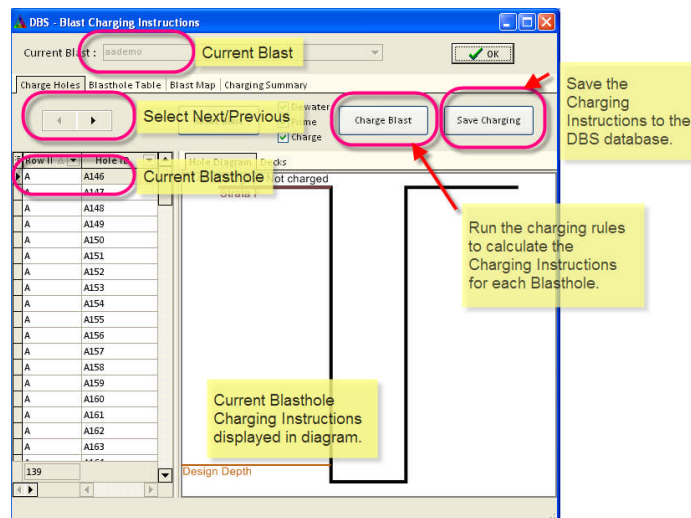 DBS - Blast Charging Instructions
Current Blast : aademo
Current Blast
OK
Charge Holes Blasthole Table Blast Map Charging Summary
Select Next/Previous
Dewater
Prime
Charge
Charge Blast
Save Charging
Save the
Charging
Instructions to the
DBS database.
Row II Hole ID
Hole Diagram Decks
A A146
Current Blasthole
Not charged
Strata I
A A147
A A148
A A149
A A150
A A151
A A152
A A153
A A154
A A155
A A156
A A157
A A158
A A159
A A160
A A161
A A162
A A163
Run the charging rules
to calculate the
Charging Instructions
for each Blasthole.
Current Blasthole
Charging Instructions
displayed in diagram.
139
Design Depth